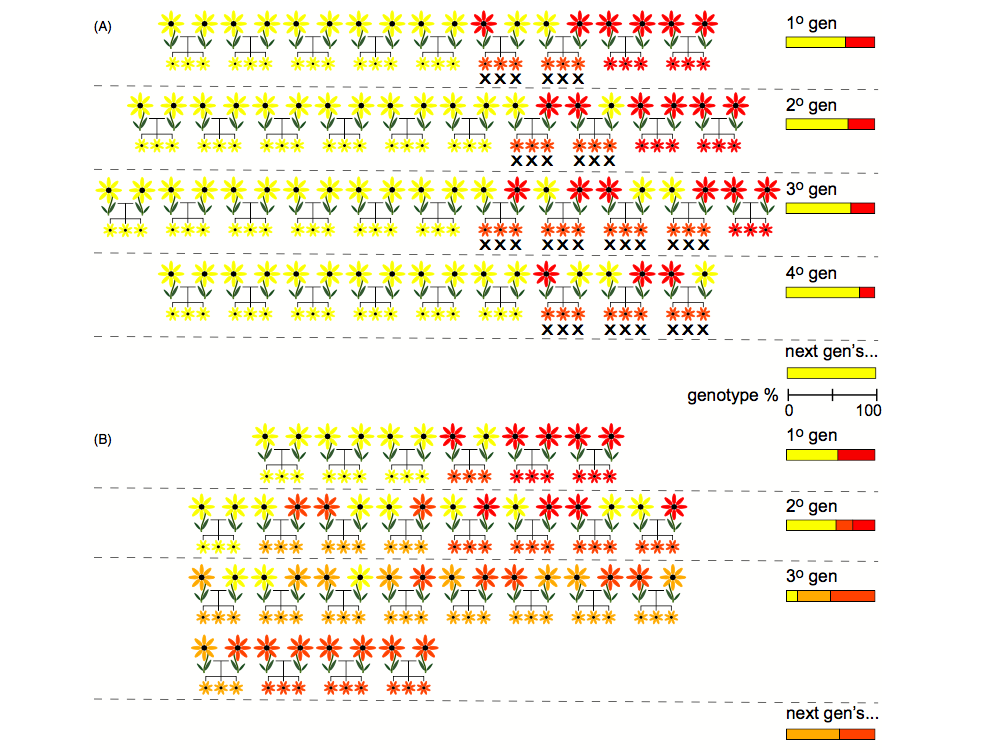 (A)
1º gen
X X X X X X
2º gen
X X X X X X
3º gen
X X X X X X X X X X X X
4º gen
X X X X X X X X X
next gen's...
genotype %
0 100
(B)
1º gen
2º gen
3º gen
next gen's...